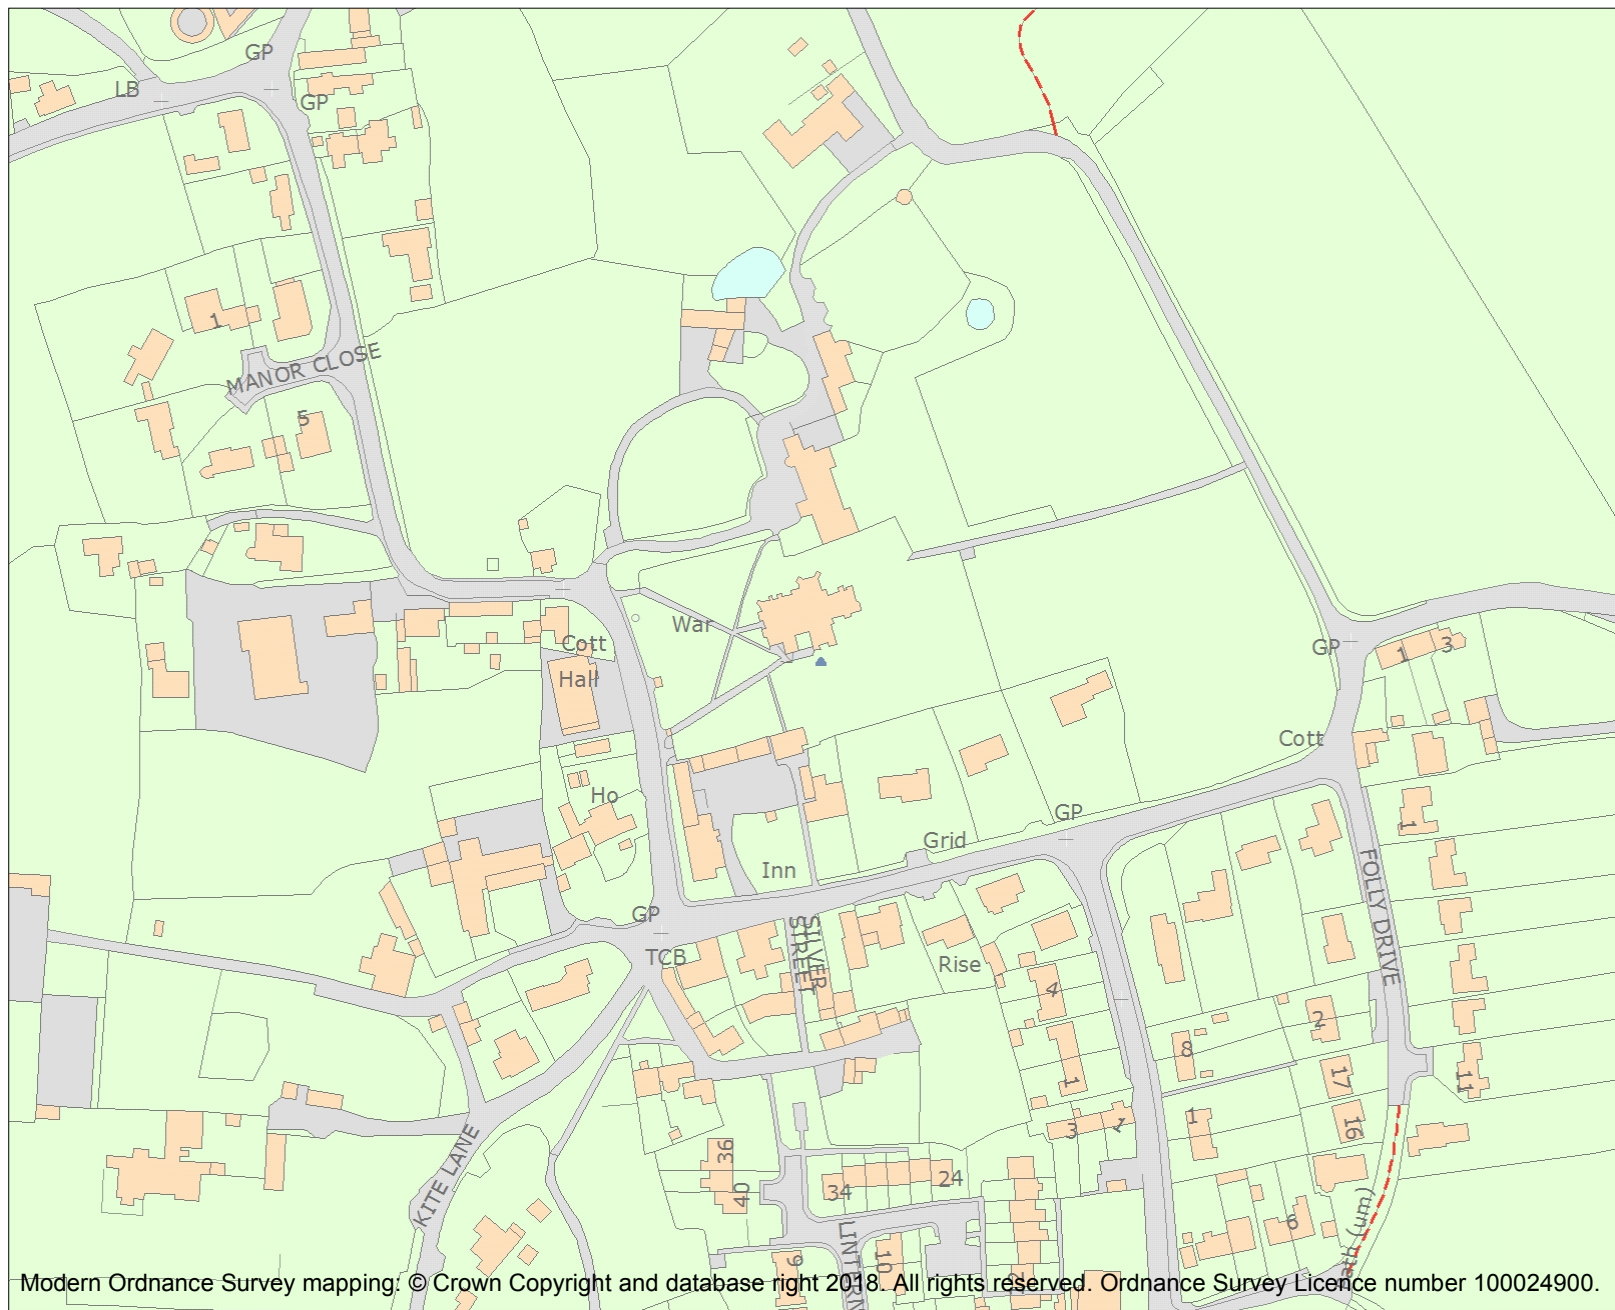 GP
LB
GP
1
MANOR CLOSE
5
War
Cott
Hall
GP
1
3
Cott
Ho
GP
Grid
1
Inn
FOLLY DRIVE
GP
TCB
SILVER
STREET
Rise
4
2
8
1
17
11
1
16
3
1
36
KITE LANE
40
34
24
6
9
10
Modern Ordnance Survey mapping: © Crown Copyright and database right 2018. All rights reserved. Ordnance Survey Licence number 100024900.